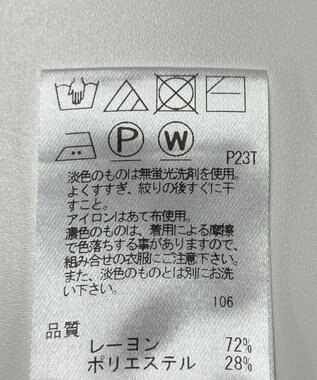 P W P23T
淡色のものは無蛍光洗剤を使用。
よくすすぎ、絞りの後すぐに干
すこと。
アイロンはあて布使用。
濃色のものは、着用による摩擦
で色落ちする事がありますので、
組み合せの衣服にご注意下さい。
また、淡色のものとは別にお洗
い下さい。
106
品質
レーヨン 72%
ポリエステル 28%